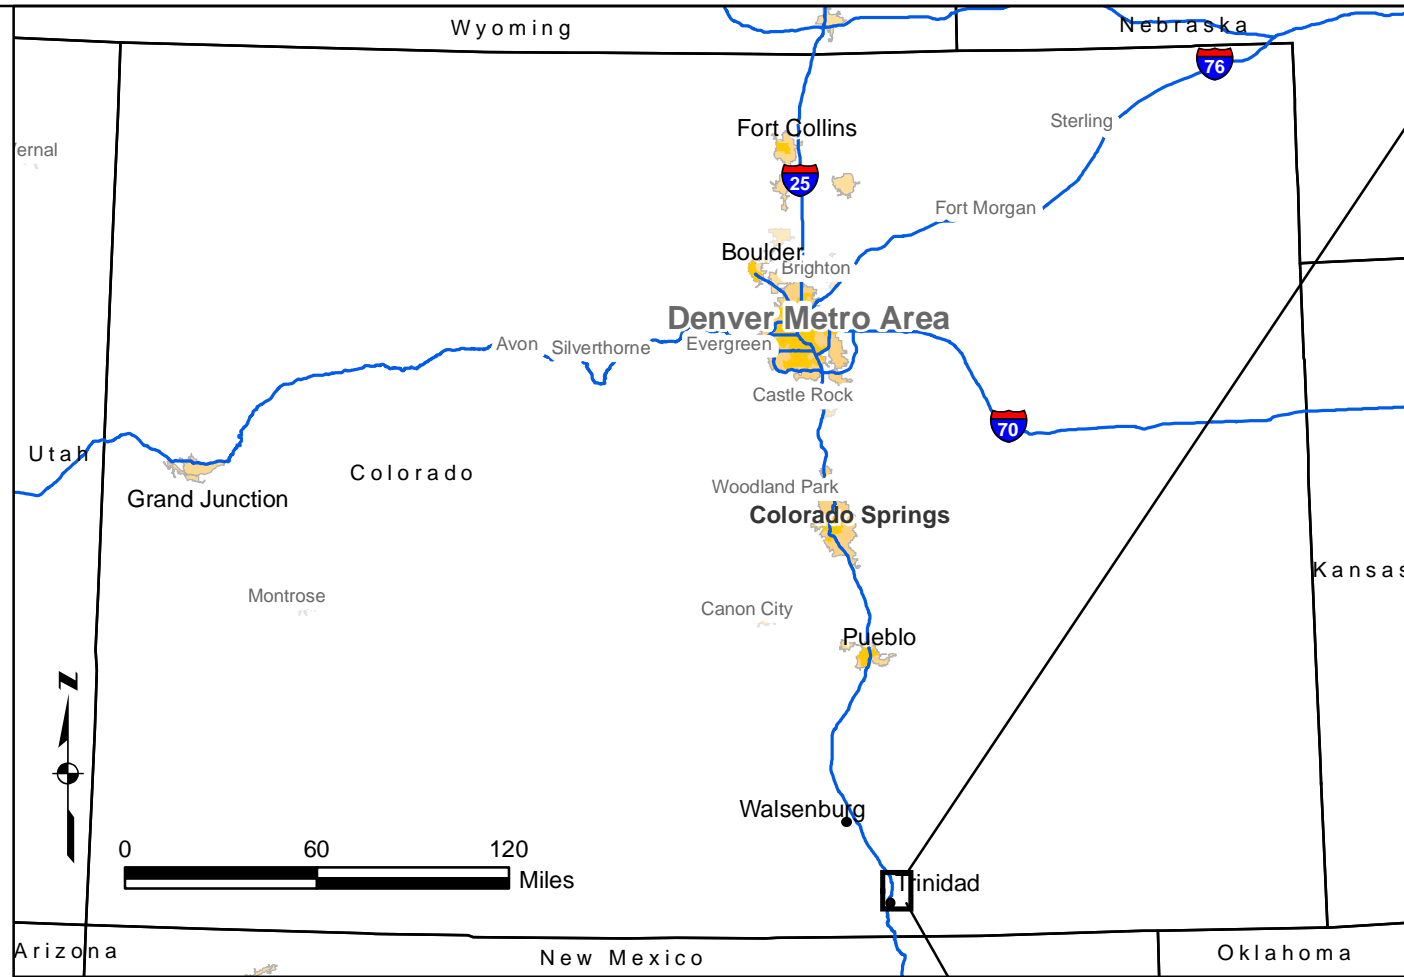 Wyoming
Nebraska
76
Fort Collins
Sterling
ernal
25
Fort Morgan
Boulder
Brighton
Denver Metro Area
Avon
Silverthorne
Evergreen
Castle Rock
70
Utah
Colorado
Grand Junction
Woodland Park
Colorado Springs
Kansas
Montrose
Canon City
Pueblo
N
Walsenburg
0 60 120
Miles
Trinidad
Arizona
New Mexico
Oklahoma